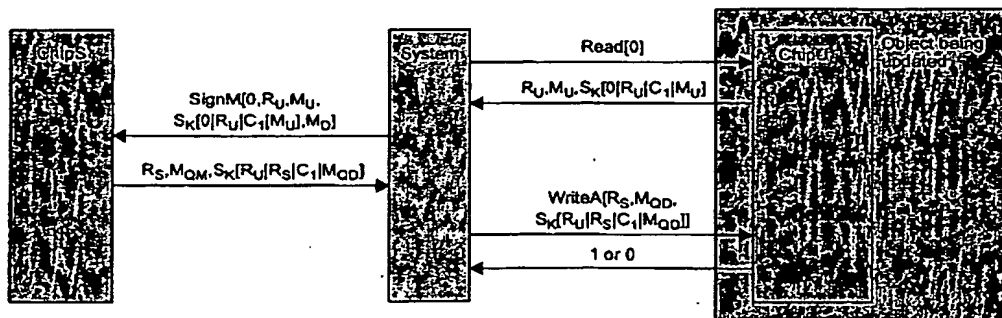 ChipS
System
ChipU
Object being
updated
Read[0]
R_U,M_U,S_K[0|R_U|C_1|M_U]
SignM[0,R_U,M_U,
S_K[0|R_U|C_1|M_U],M_D]
R_S,M_QM,S_K[R_U|R_S|C_1|M_QD]
WriteA[R_S,M_QD,
S_K[R_U|R_S|C_1|M_QD]]
1 or 0